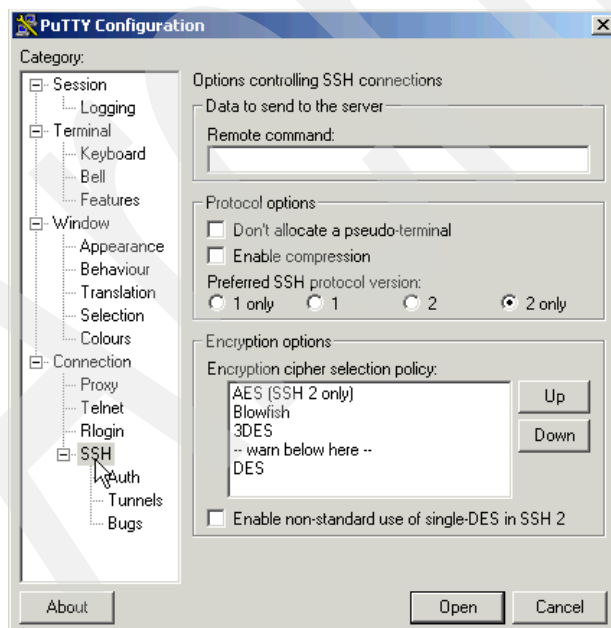 PuTTY Configuration
Category:
Session
Logging
Terminal
Keyboard
Bell
Features
Window
Appearance
Behaviour
Translation
Selection
Colours
Connection
Proxy
Telnet
Rlogin
SSH
Auth
Tunnels
Bugs
Options controlling SSH connections
Data to send to the server
Remote command:
Protocol options
Don't allocate a pseudo-terminal
Enable compression
Preferred SSH protocol version:
1 only 1 2 2 only
Encryption options
Encryption cipher selection policy:
AES (SSH 2 only)
Blowfish
3DES
-- warn below here --
DES
Up
Down
Enable non-standard use of single-DES in SSH 2
About Open Cancel